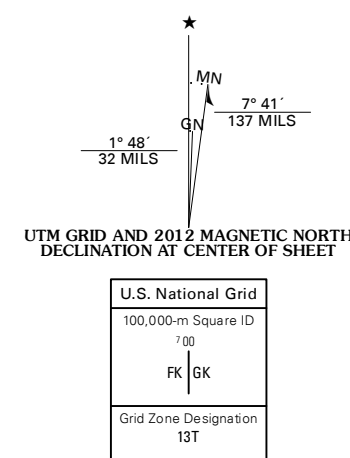 ★
MN
GN
7° 41´
137 MILS
1° 48´
32 MILS
UTM GRID AND 2012 MAGNETIC NORTH
DECLINATION AT CENTER OF SHEET
U.S. National Grid
100,000-m Square ID
⁷00
FK GK
Grid Zone Designation
13T